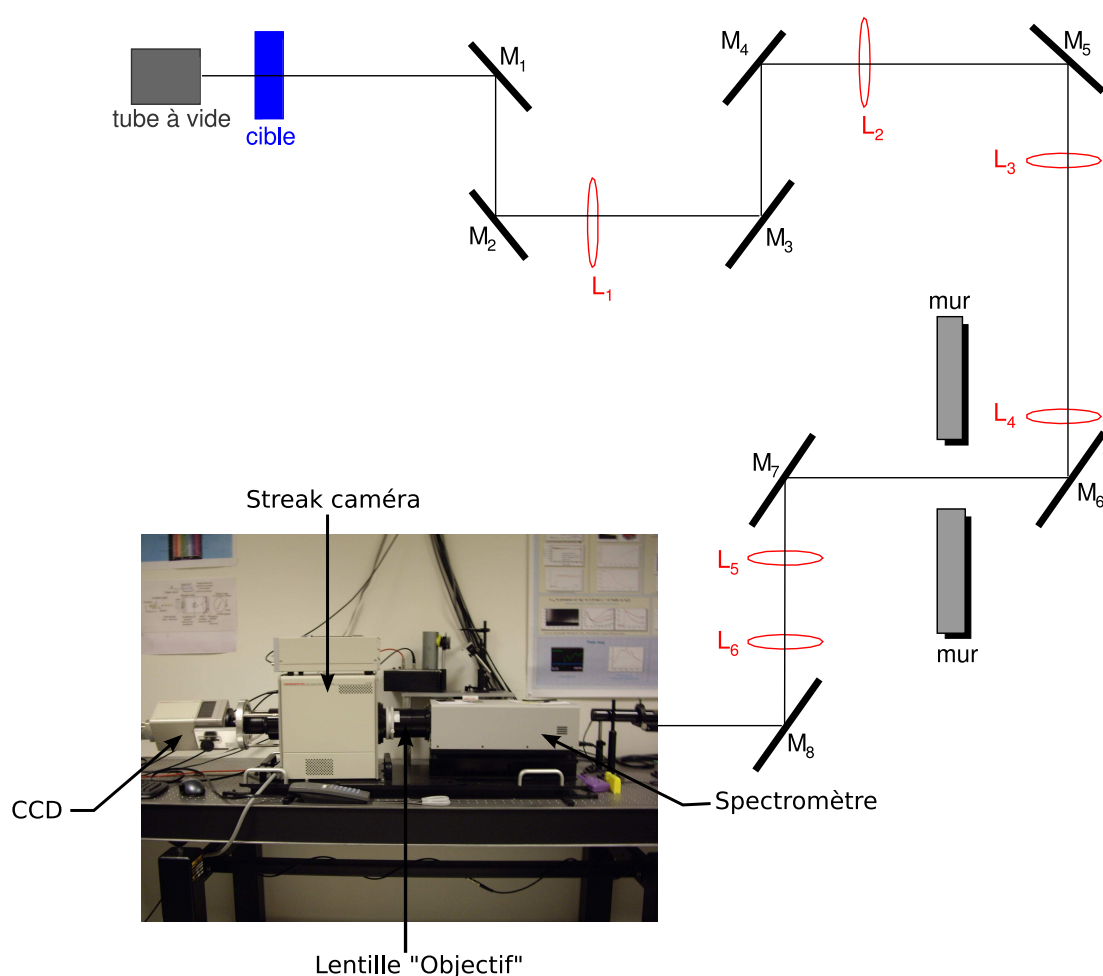 M₁
M₄
M₅
tube à vide
cible
L₂
L₃
M₂
M₃
L₁
mur
L₄
M₇
M₆
Streak caméra
L₅
L₆
mur
M₈
CCD
Spectromètre
Lentille "Objectif"